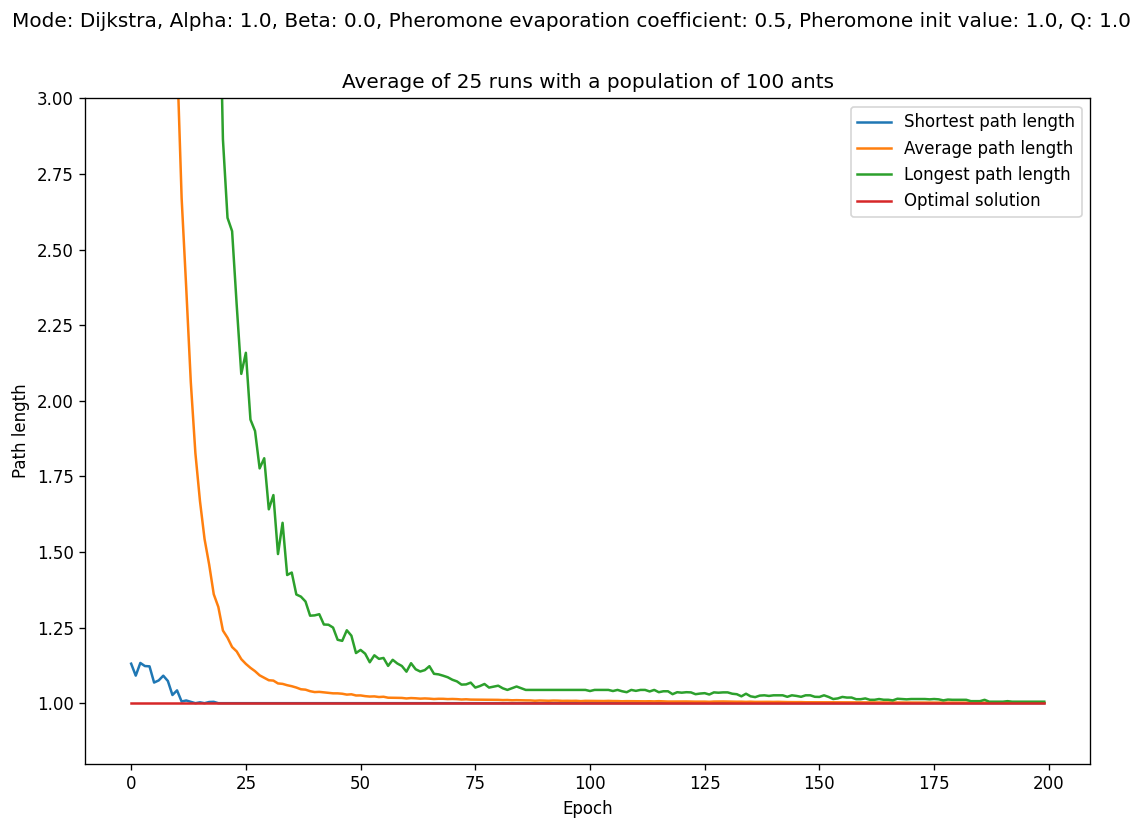 Mode: Dijkstra, Alpha: 1.0, Beta: 0.0, Pheromone evaporation coefficient: 0.5, Pheromone init value: 1.0, Q: 1.0
Average of 25 runs with a population of 100 ants
3.00
2.75
2.50
2.25
2.00
1.75
1.50
1.25
1.00
Path length
Shortest path length
Average path length
Longest path length
Optimal solution
0 25 50 75 100 125 150 175 200
Epoch